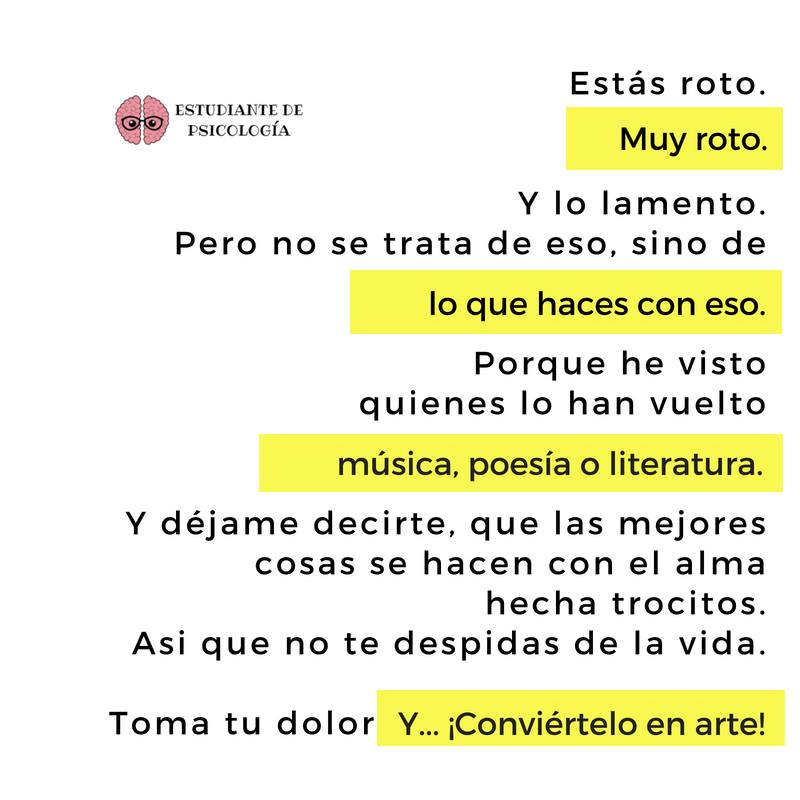 Estás roto.
ESTUDIANTE DE
PSICOLOGÍA
Muy roto.
Y lo lamento.
Pero no se trata de eso, sino de
lo que haces con eso.
Porque he visto
quienes lo han vuelto
música, poesía o literatura.
Y déjame decirte, que las mejores
cosas se hacen con el alma
hecha trocitos.
Asi que no te despidas de la vida.
Toma tu dolor Y... ¡Conviértelo en arte!